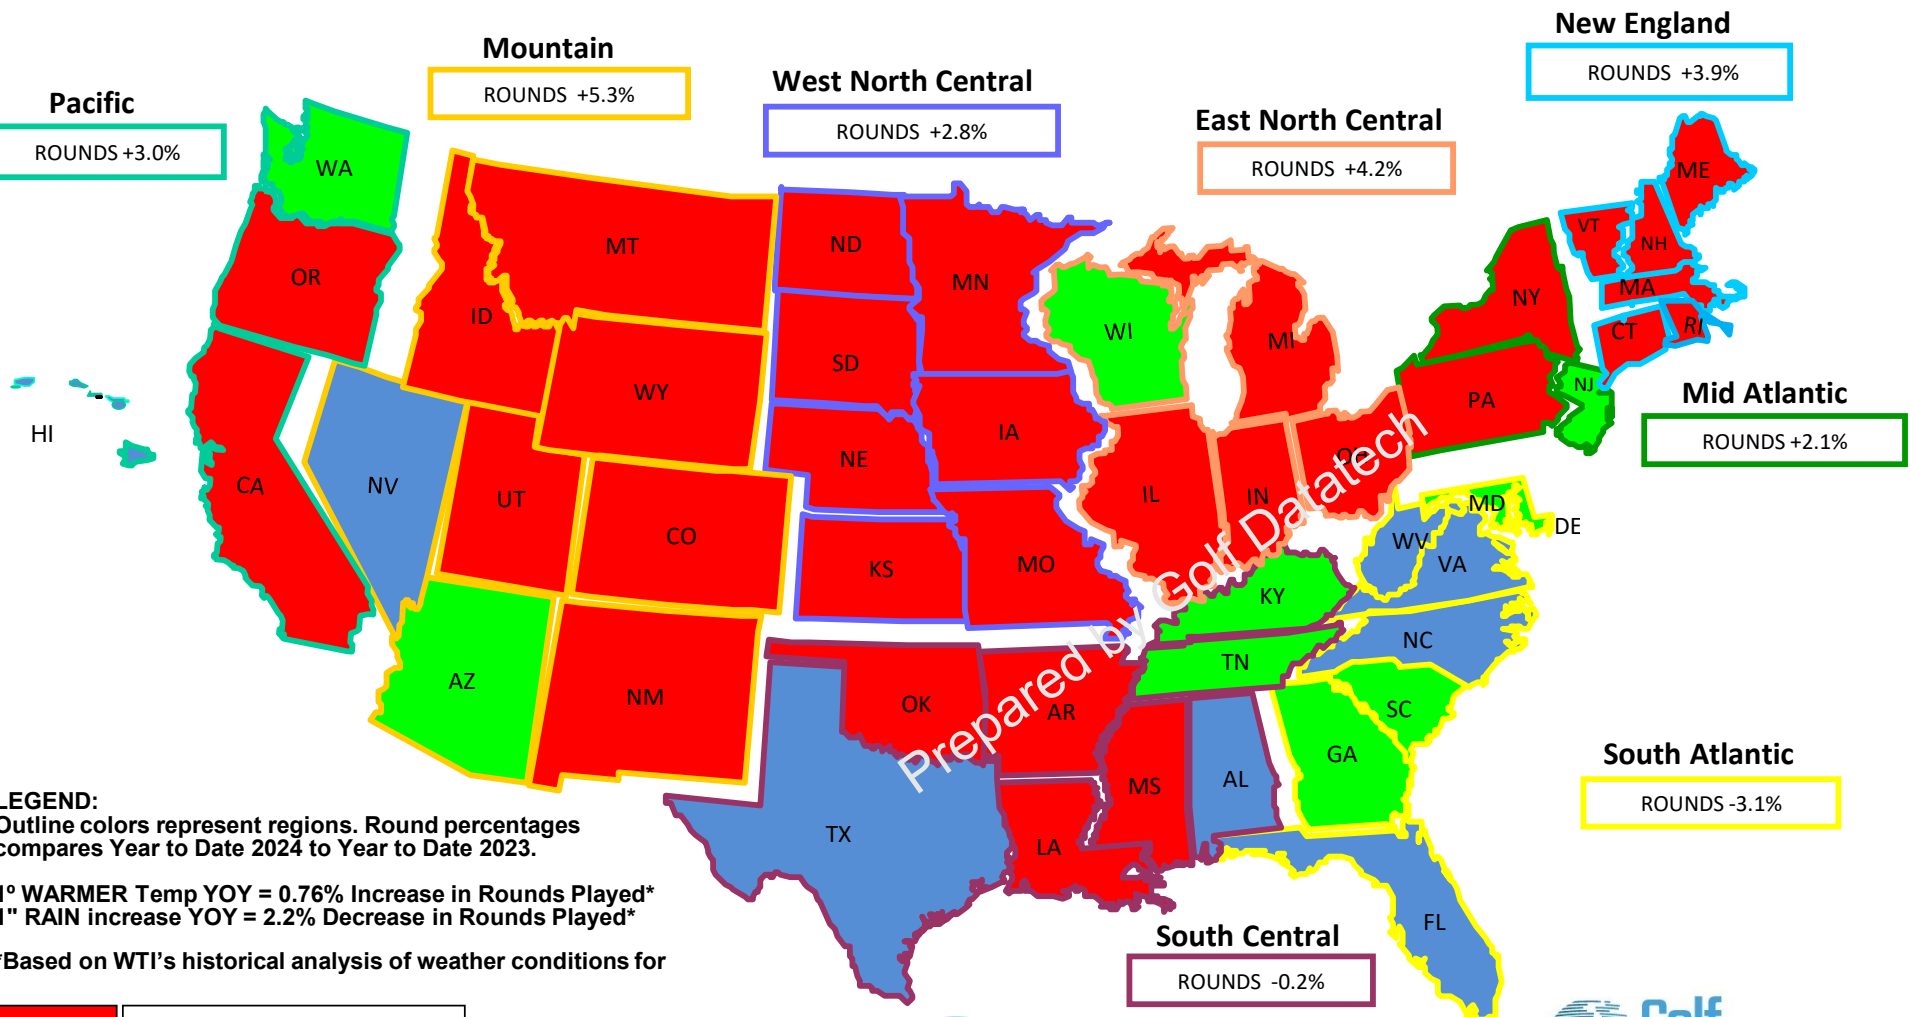 New England
ROUNDS +3.9%
Mountain
ROUNDS +5.3%
West North Central
ROUNDS +2.8%
Pacific
ROUNDS +3.0%
East North Central
ROUNDS +4.2%
WA
OR
CA
HI
NV
ID
MT
WY
UT
CO
AZ
NM
ND
SD
NE
KS
MN
IA
MO
WI
MI
IL
IN
OH
ME
VT
NH
MA
CT
RI
NY
PA
NJ
Mid Atlantic
ROUNDS +2.1%
MD
DE
WV
VA
NC
SC
GA
FL
KY
TN
OK
AR
TX
LA
MS
AL
Prepared by Golf Datatech
South Atlantic
ROUNDS -3.1%
South Central
ROUNDS -0.2%
LEGEND:
Outline colors represent regions. Round percentages
compares Year to Date 2024 to Year to Date 2023.
1º WARMER Temp YOY = 0.76% Increase in Rounds Played*
1" RAIN increase YOY = 2.2% Decrease in Rounds Played*
*Based on WTI's historical analysis of weather conditions for
Golf